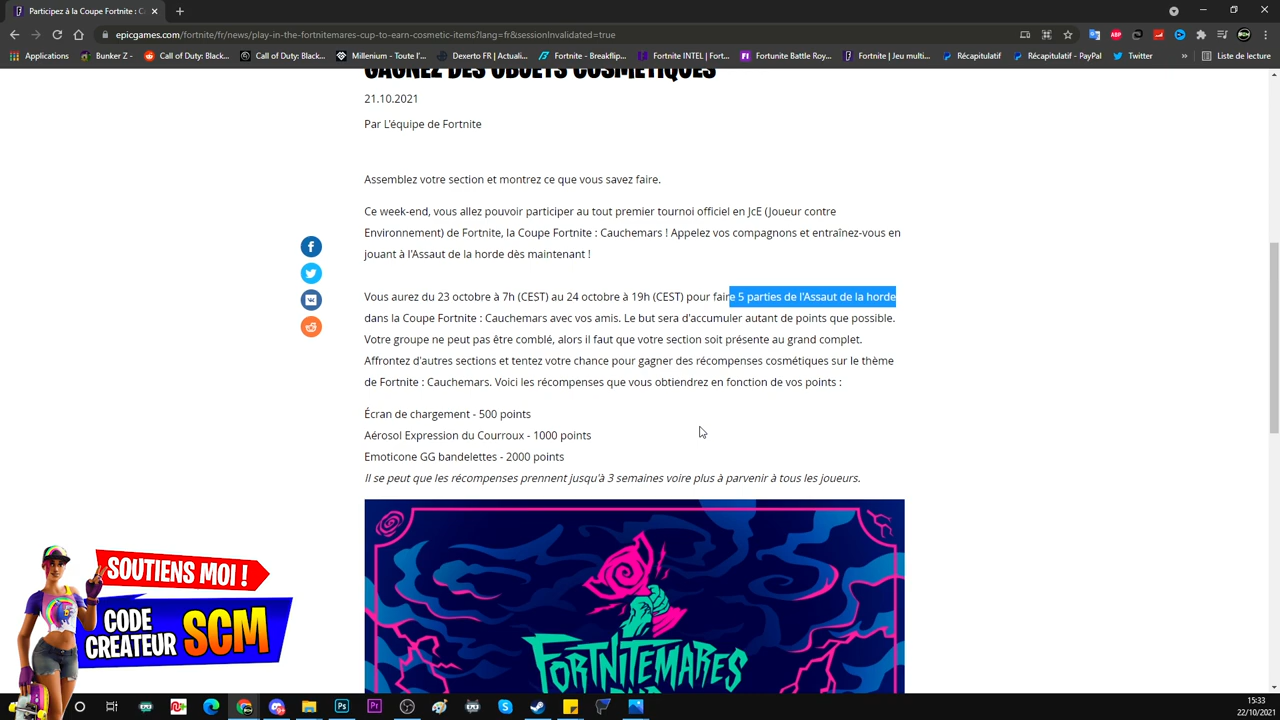 Participez à la Coupe Fortnite : C
epicgames.com/fortnite/fr/news/play-in-the-fortnitemares-cup-to-earn-cosmetic-items?lang=fr&sessionInvalidated=true
Applications
Bunker Z -
Call of Duty: Black...
Call of Duty: Black...
Millenium - Toute l'...
Dexerto FR | Actuali...
Fortnite - Breakflip...
Fortnite INTEL | Fort...
Fortunite Battle Roy...
Fortnite | Jeu multi...
Récapitulatif
Récapitulatif - PayPal
Twitter
»
Liste de lecture
GAGNEZ DES OBJETS COSMÉTIQUES
21.10.2021
Par L'équipe de Fortnite
Assemblez votre section et montrez ce que vous savez faire.
Ce week-end, vous allez pouvoir participer au tout premier tournoi officiel en JcE (Joueur contre
Environnement) de Fortnite, la Coupe Fortnite : Cauchemars ! Appelez vos compagnons et entraînez-vous en
jouant à l'Assaut de la horde dès maintenant !
Vous aurez du 23 octobre à 7h (CEST) au 24 octobre à 19h (CEST) pour faire 5 parties de l'Assaut de la horde
dans la Coupe Fortnite : Cauchemars avec vos amis. Le but sera d'accumuler autant de points que possible.
Votre groupe ne peut pas être comblé, alors il faut que votre section soit présente au grand complet.
Affrontez d'autres sections et tentez votre chance pour gagner des récompenses cosmétiques sur le thème
de Fortnite : Cauchemars. Voici les récompenses que vous obtiendrez en fonction de vos points :
Écran de chargement - 500 points
Aérosol Expression du Courroux - 1000 points
Emoticone GG bandelettes - 2000 points
Il se peut que les récompenses prennent jusqu'à 3 semaines voire plus à parvenir à tous les joueurs.
FORTNITEMARES
SOUTIENS MOI !
CODE
CRÉATEUR SCM
15:33
22/10/2021